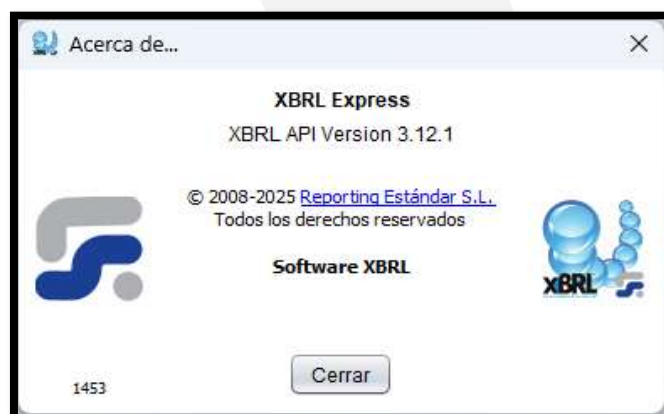 Acerca de...
XBRL Express
XBRL API Version 3.12.1
© 2008-2025 Reporting Estándar S.L.
Todos los derechos reservados
Software XBRL
xBRL
Cerrar
1453